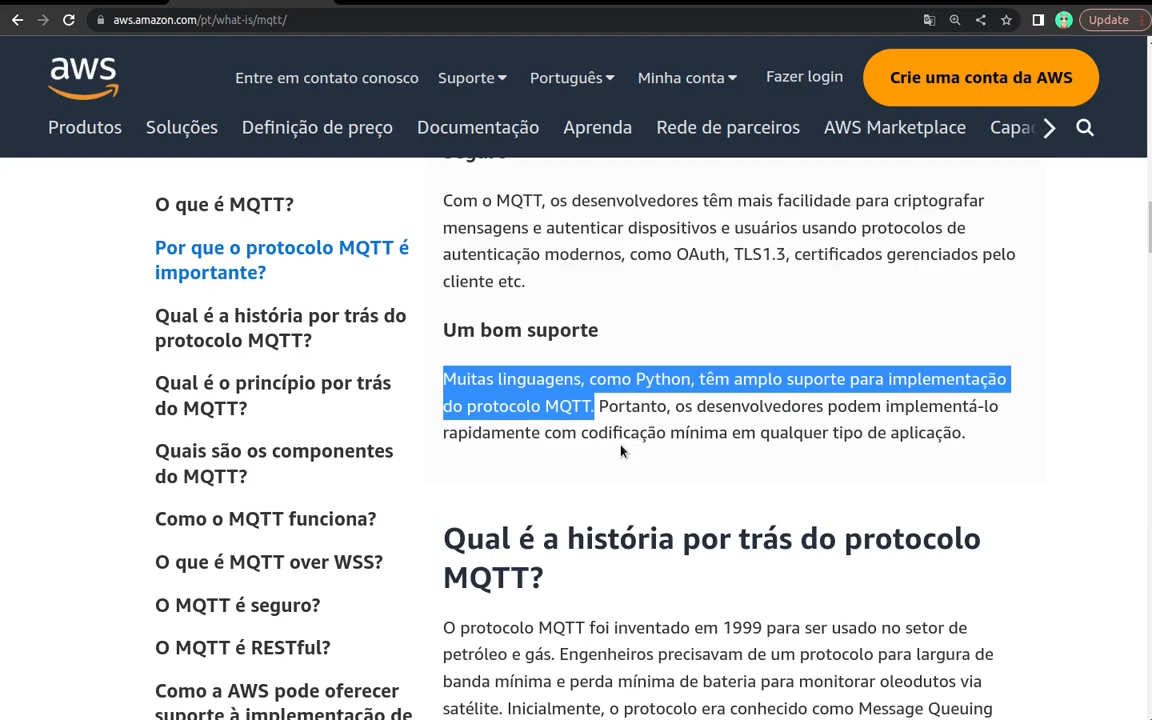 aws.amazon.com/pt/what-is/mqtt/
Update
aws
Entre em contato conosco
Suporte
Português
Minha conta
Fazer login
Crie uma conta da AWS
Produtos
Soluções
Definição de preço
Documentação
Aprenda
Rede de parceiros
AWS Marketplace
Capac
O que é MQTT?
Por que o protocolo MQTT é
importante?
Qual é a história por trás do
protocolo MQTT?
Qual é o princípio por trás
do MQTT?
Quais são os componentes
do MQTT?
Como o MQTT funciona?
O que é MQTT over WSS?
O MQTT é seguro?
O MQTT é RESTful?
Como a AWS pode oferecer
suporte à implementação de
Seguro
Com o MQTT, os desenvolvedores têm mais facilidade para criptografar
mensagens e autenticar dispositivos e usuários usando protocolos de
autenticação modernos, como OAuth, TLS1.3, certificados gerenciados pelo
cliente etc.
Um bom suporte
Muitas linguagens, como Python, têm amplo suporte para implementação
do protocolo MQTT. Portanto, os desenvolvedores podem implementá-lo
rapidamente com codificação mínima em qualquer tipo de aplicação.
Qual é a história por trás do protocolo
MQTT?
O protocolo MQTT foi inventado em 1999 para ser usado no setor de
petróleo e gás. Engenheiros precisavam de um protocolo para largura de
banda mínima e perda mínima de bateria para monitorar oleodutos via
satélite. Inicialmente, o protocolo era conhecido como Message Queuing